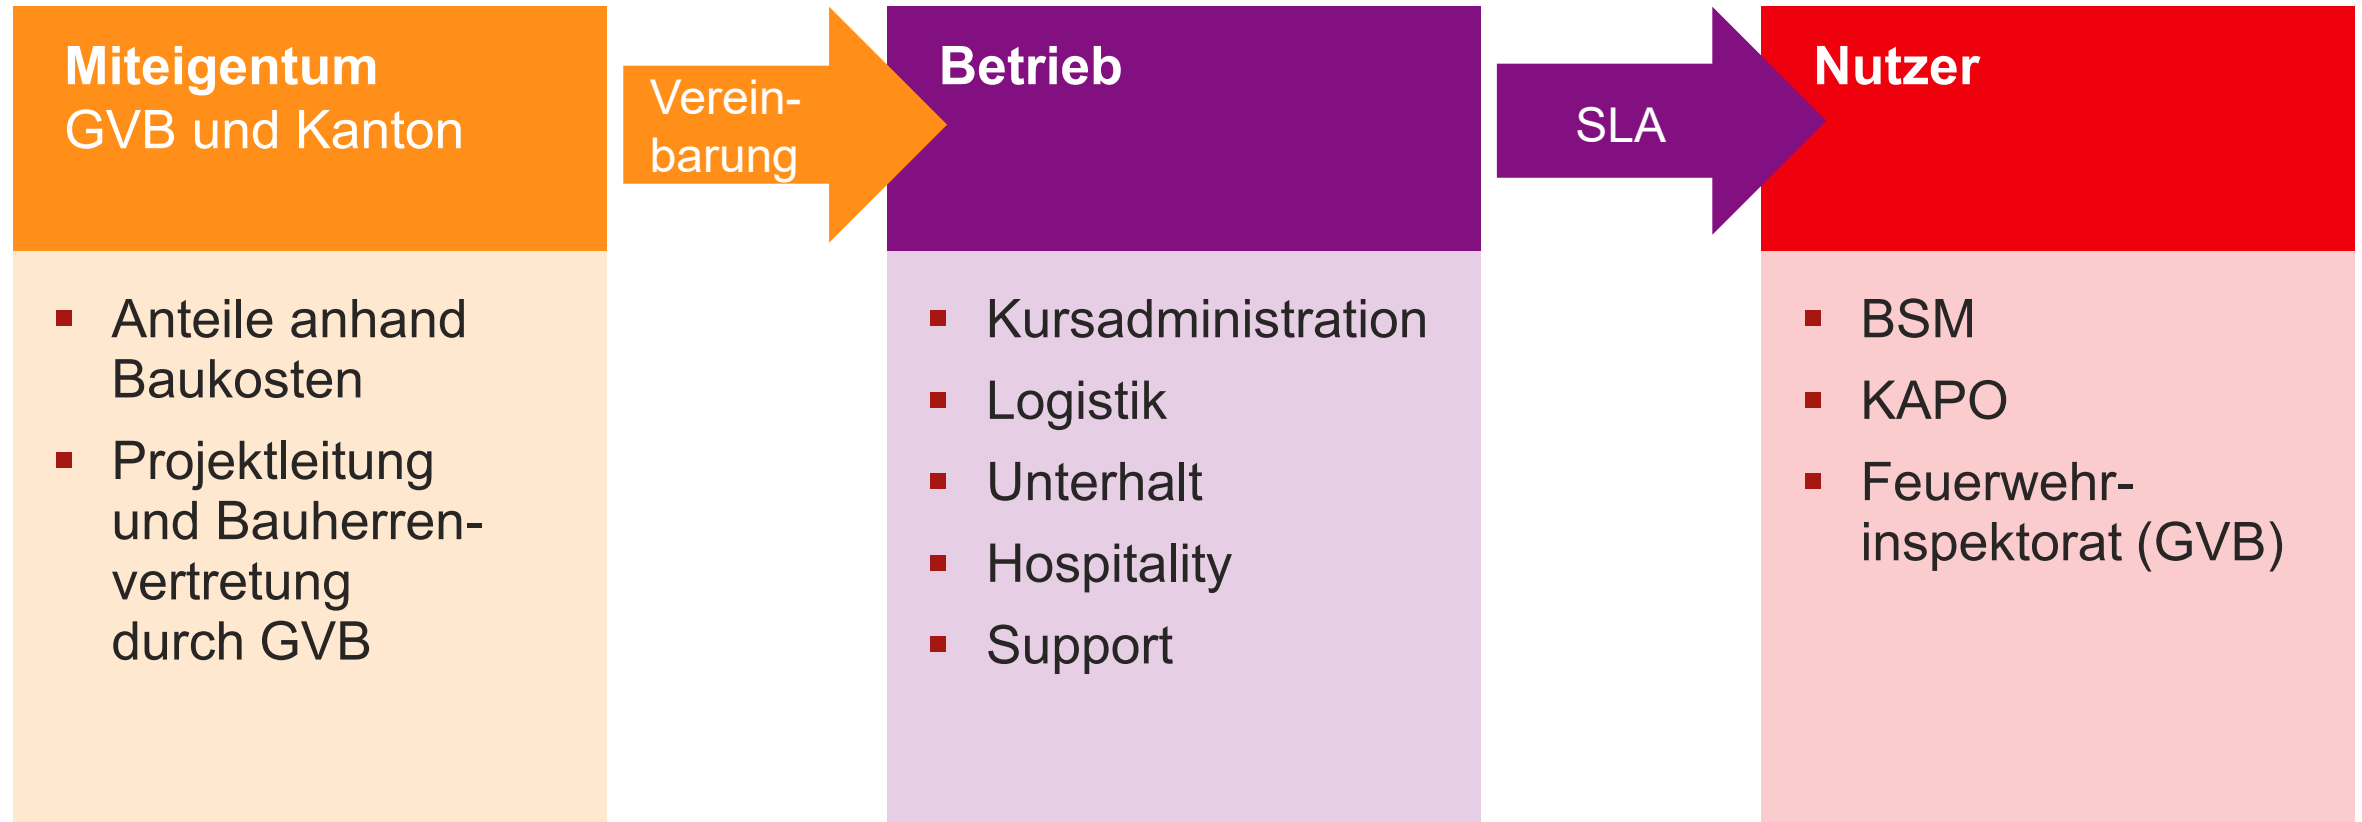 Miteigentum
GVB und Kanton
Verein-
barung
Betrieb
SLA
Nutzer
Anteile anhand
Baukosten
Projektleitung
und Bauherren-
vertretung
durch GVB
Kursadministration
Logistik
Unterhalt
Hospitality
Support
BSM
KAPO
Feuerwehr-
inspektorat (GVB)